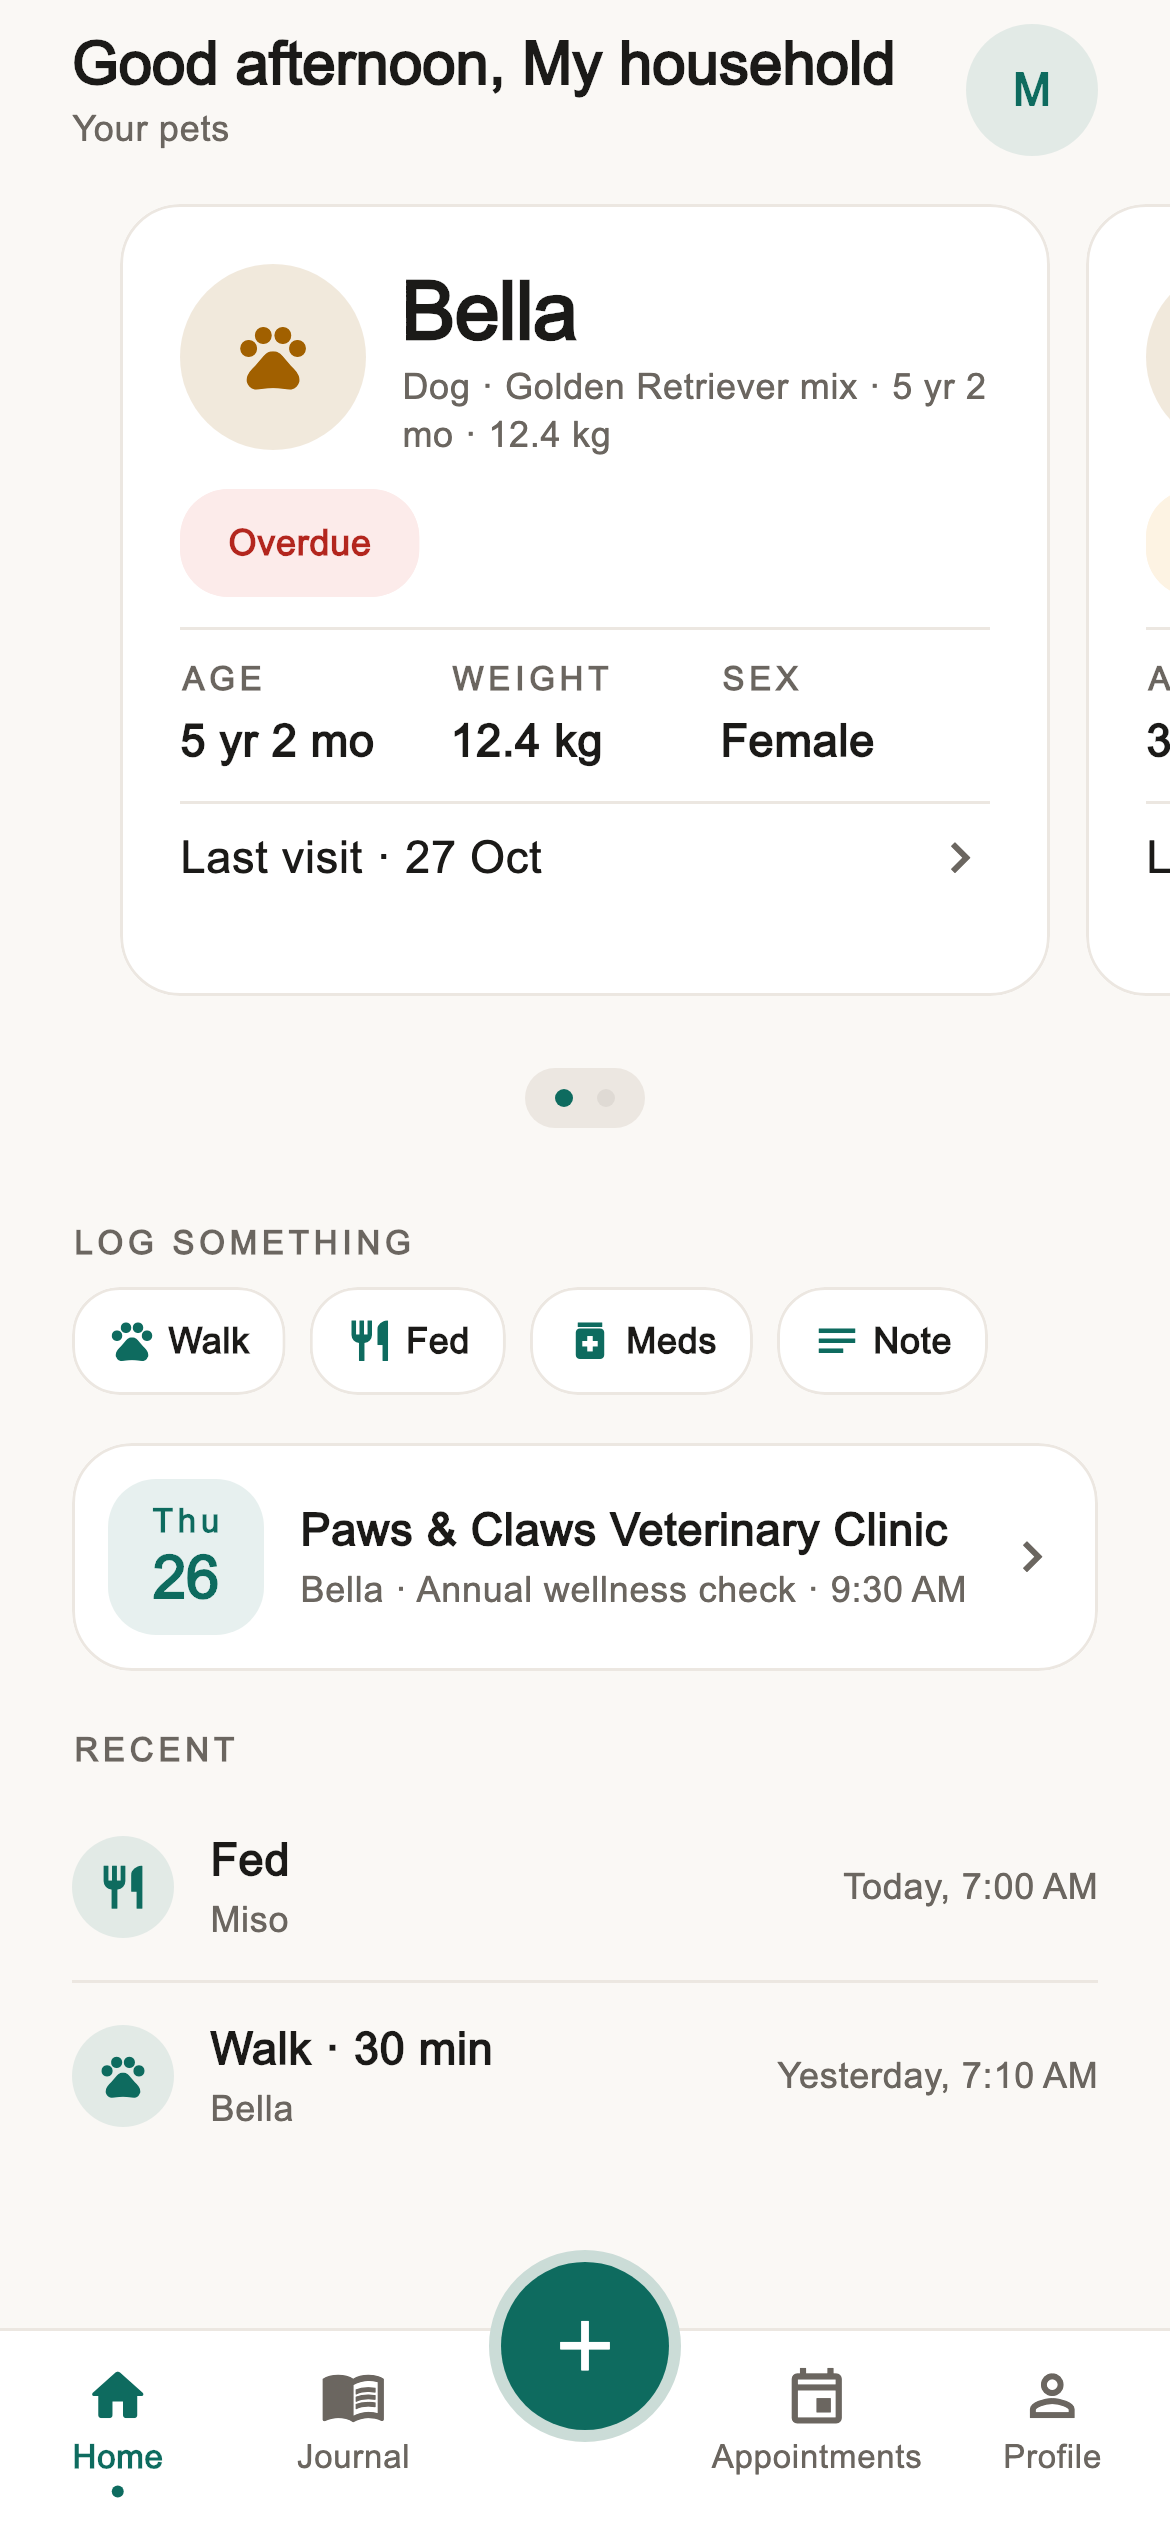 Good afternoon, My household
M
Your pets
Bella
Dog · Golden Retriever mix · 5 yr 2
mo · 12.4 kg
Overdue
AGE WEIGHT SEX
5 yr 2 mo 12.4 kg Female
Last visit · 27 Oct
A
3
L
LOG SOMETHING
Walk Fed Meds Note
Thu
26
Paws & Claws Veterinary Clinic
Bella · Annual wellness check · 9:30 AM
RECENT
Fed
Miso
Today, 7:00 AM
Walk · 30 min
Bella
Yesterday, 7:10 AM
Home Journal Appointments Profile